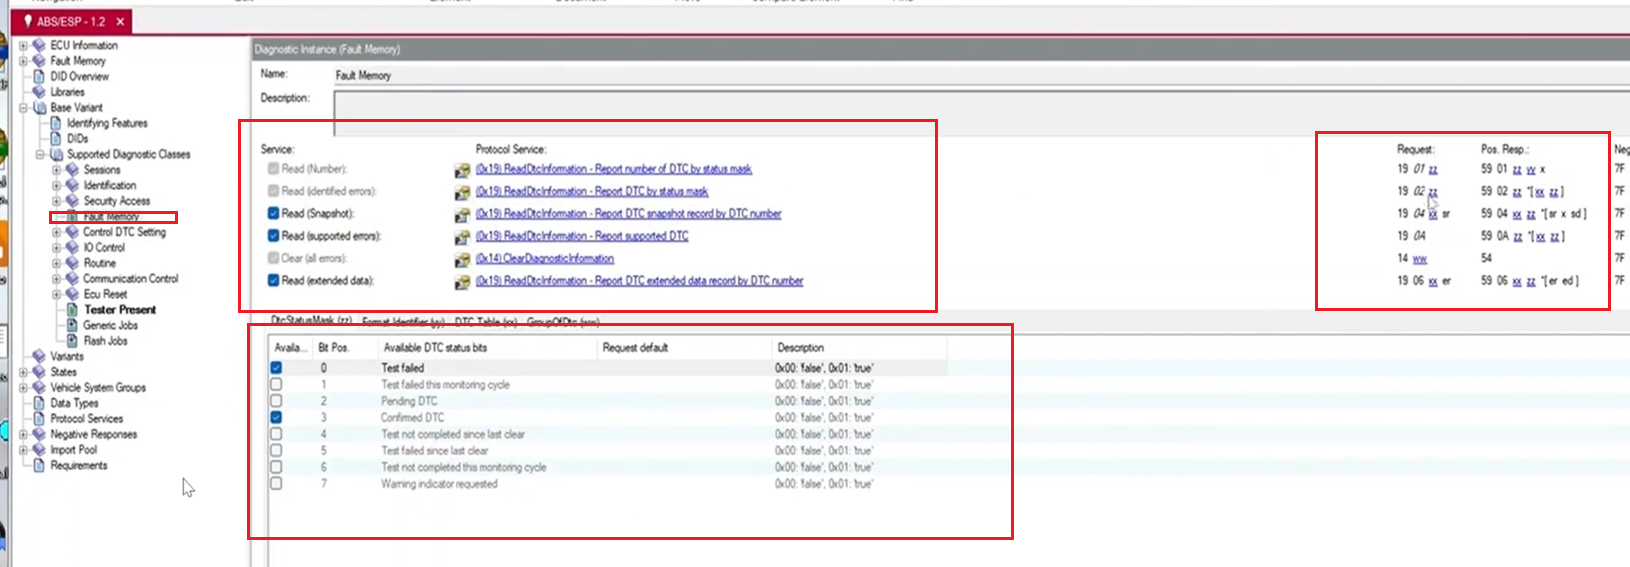 ABS/ESP - 1.2
ECU Information
Fault Memory
DID Overview
Libraries
Base Variant
Identifying Features
DIDs
Supported Diagnostic Classes
Sessions
Identification
Security Access
Fault Memory
Control DTC Setting
IO Control
Routine
Communication Control
Ecu Reset
Tester Present
Generic Jobs
Flash Jobs
Variants
States
Vehicle System Groups
Data Types
Protocol Services
Negative Responses
Import Pool
Requirements
Diagnostic Instance (Fault Memory)
Name: Fault Memory
Description:
Service: Protocol Service: Request: Pos. Resp.: Neg
Read (Number): (0x19) ReadDtcInformation - Report number of DTC by status mask 19 01 zz 59 01 zz yy x 7F
Read (identified errors): (0x19) ReadDtcInformation - Report DTC by status mask 19 02 zz 59 02 zz *[ xx zz ] 7F
Read (Snapshot): (0x19) ReadDtcInformation - Report DTC snapshot record by DTC number 19 04 xx sr 59 04 xx zz *[ sr x sd ] 7F
Read (supported errors): (0x19) ReadDtcInformation - Report supported DTC 19 0A 59 0A zz *[ xx zz ] 7F
Clear (all errors): (0x14) ClearDiagnosticInformation 14 ww 54 7F
Read (extended data): (0x19) ReadDtcInformation - Report DTC extended data record by DTC number 19 06 xx er 59 06 xx zz *[ er ed ] 7F
DtcStatusMask (zz) Format Identifier (yy) DTC Table (xx) GroupOfDtc (ww)
Availa... Bit Pos. Available DTC status bits Request default Description
0 Test failed 0x00: 'false', 0x01: 'true'
1 Test failed this monitoring cycle 0x00: 'false', 0x01: 'true'
2 Pending DTC 0x00: 'false', 0x01: 'true'
3 Confirmed DTC 0x00: 'false', 0x01: 'true'
4 Test not completed since last clear 0x00: 'false', 0x01: 'true'
5 Test failed since last clear 0x00: 'false', 0x01: 'true'
6 Test not completed this monitoring cycle 0x00: 'false', 0x01: 'true'
7 Warning indicator requested 0x00: 'false', 0x01: 'true'